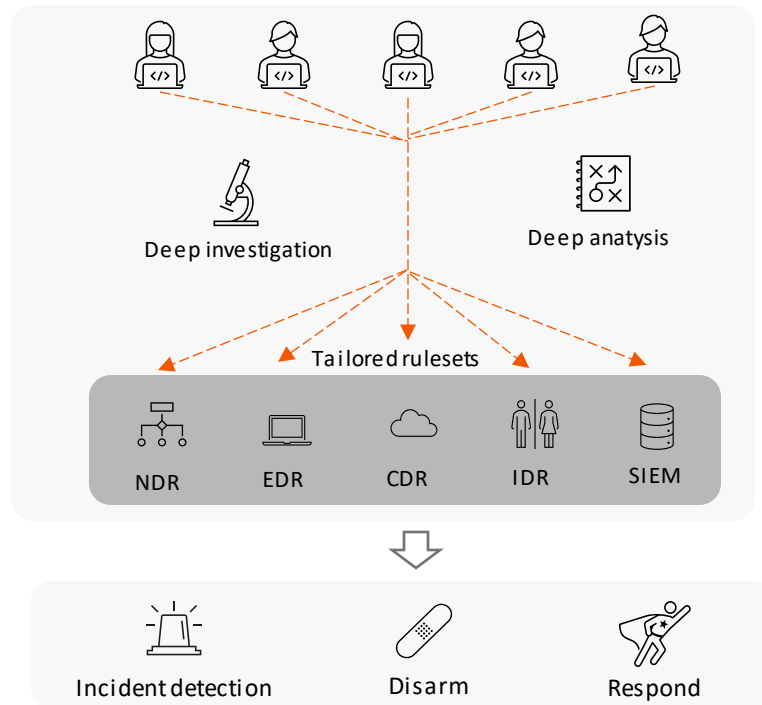 </>
</>
</>
</>
</>
Deep investigation
Deep anatysis
Tailored rulesets
NDR
EDR
CDR
IDR
SIEM
Incident detection
Disarm
Respond